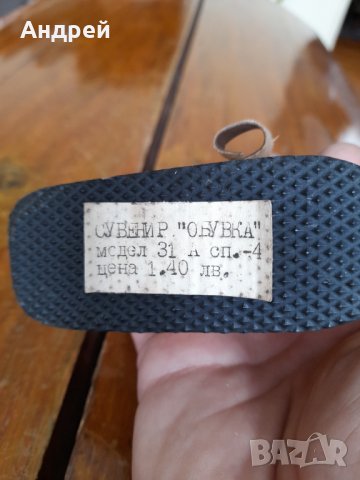 Андрей
СУВЕНИР "ОБУВКА"
модел 31 А сп.-4
цена 1.40 лв.
BAZAR